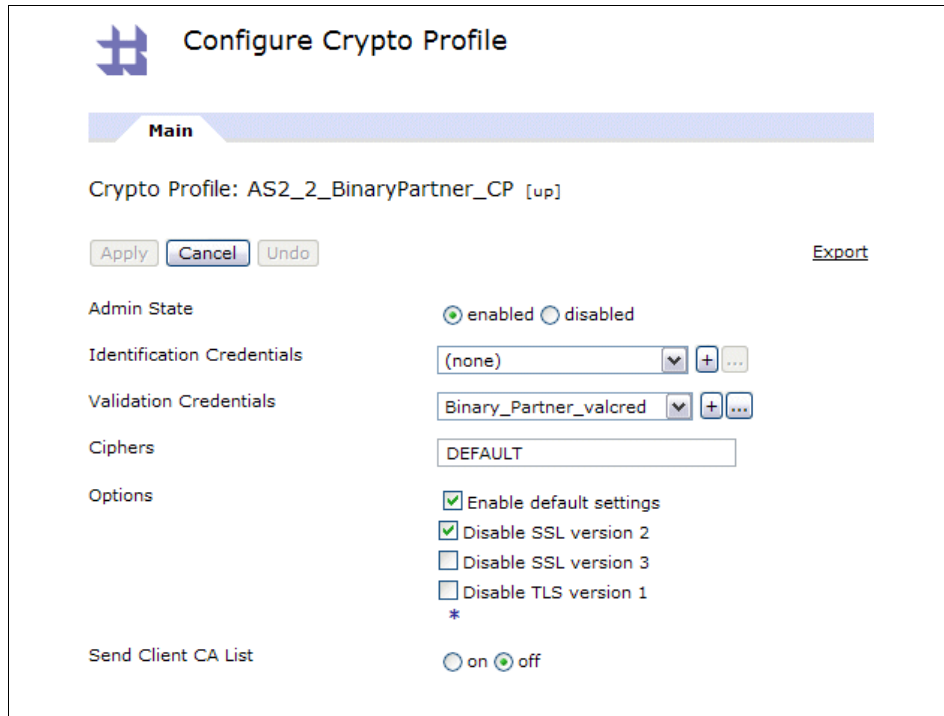 Configure Crypto Profile
Main
Crypto Profile: AS2_2_BinaryPartner_CP [up]
Apply Cancel Undo Export
Admin State enabled disabled
Identification Credentials (none) + ...
Validation Credentials Binary_Partner_valcred + ...
Ciphers DEFAULT
Options Enable default settings
Disable SSL version 2
Disable SSL version 3
Disable TLS version 1
*
Send Client CA List on off